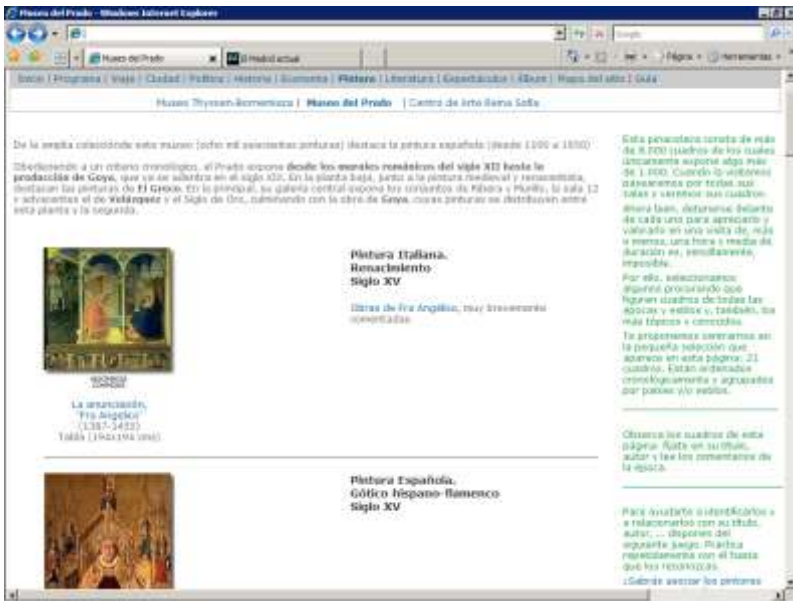 Museo del Prado - Windows Internet Explorer
Google
Museo del Prado
El Madrid actual
Página
Herramientas
Inicio | Programa | Viaje | Ciudad | Política | Historia | Economía | Pintura | Literatura | Espectáculos | Álbum | Mapa del sitio | Guía
Museo Thyssen-Bornemisza | Museo del Prado | Centro de Arte Reina Sofía
De la amplia colección de este museo (ocho mil seiscientas pinturas) destaca la pintura española (desde 1100 a 1850)
Obedeciendo a un criterio cronológico, el Prado expone desde los murales románicos del siglo XII hasta la
producción de Goya, que ya se adentra en el siglo XIX. En la planta baja, junto a la pintura medieval y renacentista,
destacan las pinturas de El Greco. En la principal, su galería central expone los conjuntos de Ribera y Murillo, la sala 12
y adyacentes el de Velázquez y el Siglo de Oro, culminando con la obra de Goya, cuyas pinturas se distribuyen entre
esta planta y la segunda.
Pintura Italiana.
Renacimiento
Siglo XV
Obras de Fra Angélico, muy brevemente
comentadas
La anunciación,
"Fra Angelico"
(1387-1455)
Tabla (194x194 cms)
Pintura Española.
Gótico hispano-flamenco
Siglo XV
Esta pinacoteca consta de más
de 8.000 cuadros de los cuales
únicamente expone algo más
de 1.000. Cuando la visitemos
pasearemos por todas sus
salas y veremos sus cuadros.
Ahora bien, detenerse delante
de cada uno para apreciarlo y
valorarlo en una visita de, más
o menos, una hora y media de
duración es, sencillamente,
imposible.
Por ello, seleccionamos
algunos procurando que
figuren cuadros de todas las
épocas y estilos y, también, los
más típicos y conocidos.
Te proponemos centrarnos en
la pequeña selección que
aparece en esta página: 21
cuadros. Están ordenados
cronológicamente y agrupados
por países y/o estilos.
Observa los cuadros de esta
página: fíjate en su título,
autor y lee los comentarios de
la época.
Para ayudarte a identificarlos y
a relacionarlos con su título,
autor, ... dispones del
siguiente juego. Practica
repetidamente con él hasta
que los reconozcas.
¿Sabrás asociar los pintores